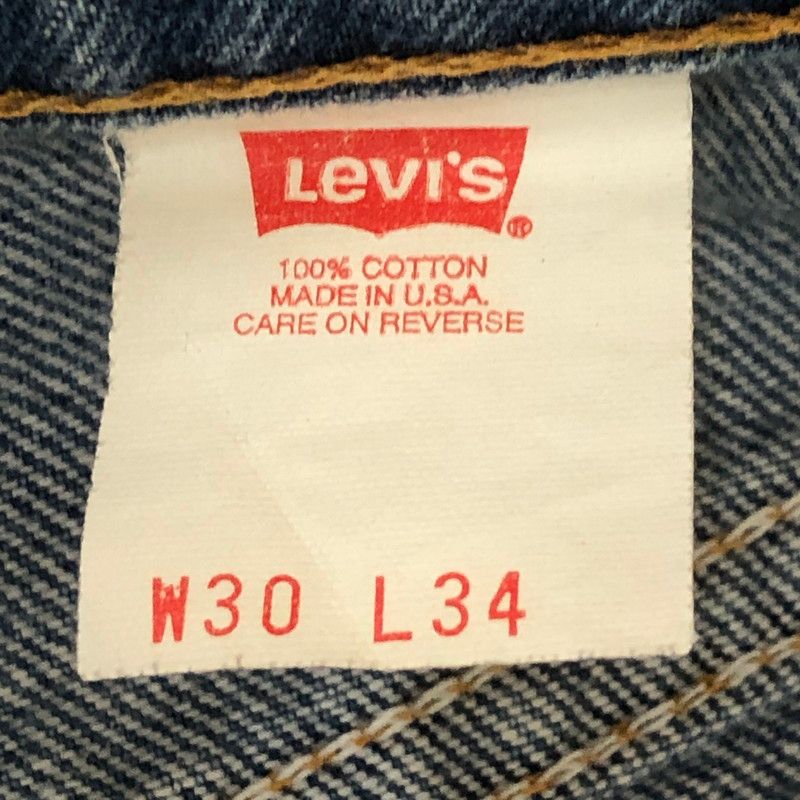 LEVI'S®
100% COTTON
MADE IN U.S.A.
CARE ON REVERSE
W30 L34